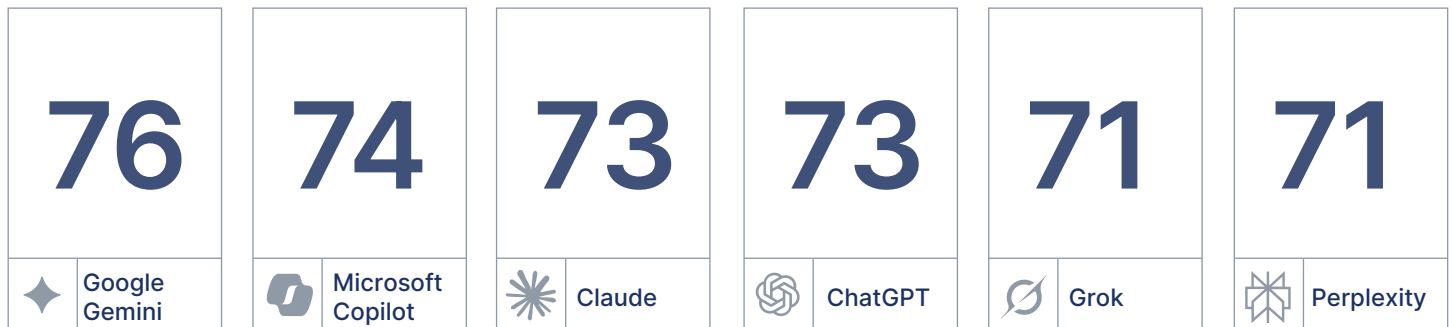 76
Google
Gemini
74
Microsoft
Copilot
73
Claude
73
ChatGPT
71
Grok
71
Perplexity